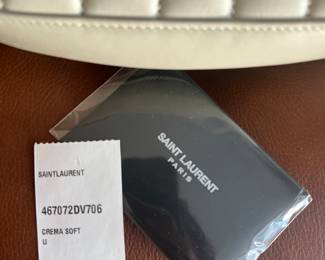 SAINT LAURENT
PARIS
SAINTLAURENT
467072DV706
CREMA SOFT
U